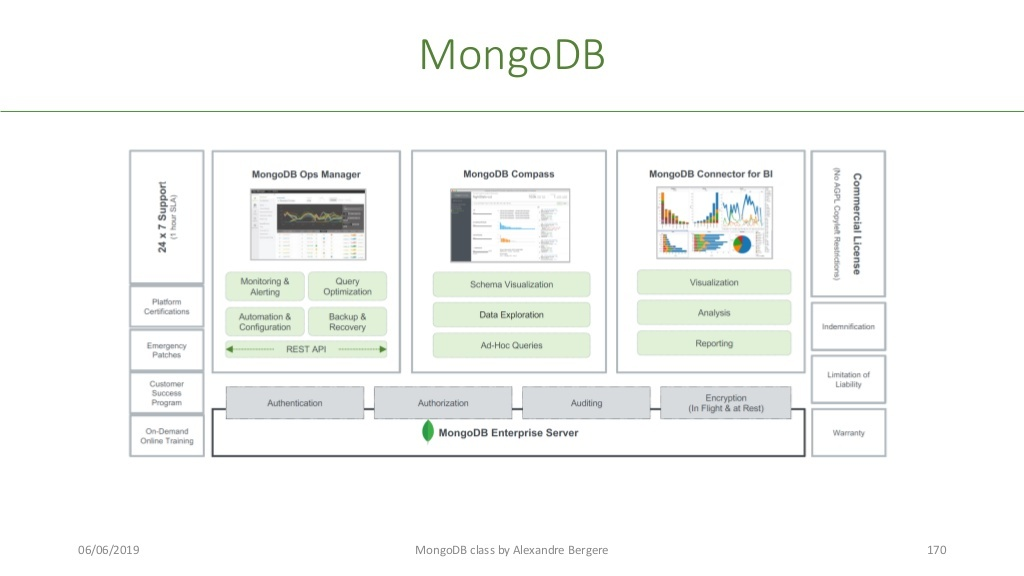 MongoDB
24 x 7 Support
(1 hour SLA)
Platform
Certifications
Emergency
Patches
Customer
Success
Program
On-Demand
Online Training
MongoDB Ops Manager
Monitoring &
Alerting
Query
Optimization
Automation &
Configuration
Backup &
Recovery
REST API
MongoDB Compass
Schema Visualization
Data Exploration
Ad-Hoc Queries
MongoDB Connector for BI
Visualization
Analysis
Reporting
Commercial License
(No AGPL Copyleft Restrictions)
Indemnification
Limitation of
Liability
Warranty
Authentication
Authorization
Auditing
Encryption
(In Flight & at Rest)
MongoDB Enterprise Server
06/06/2019
MongoDB class by Alexandre Bergere
170